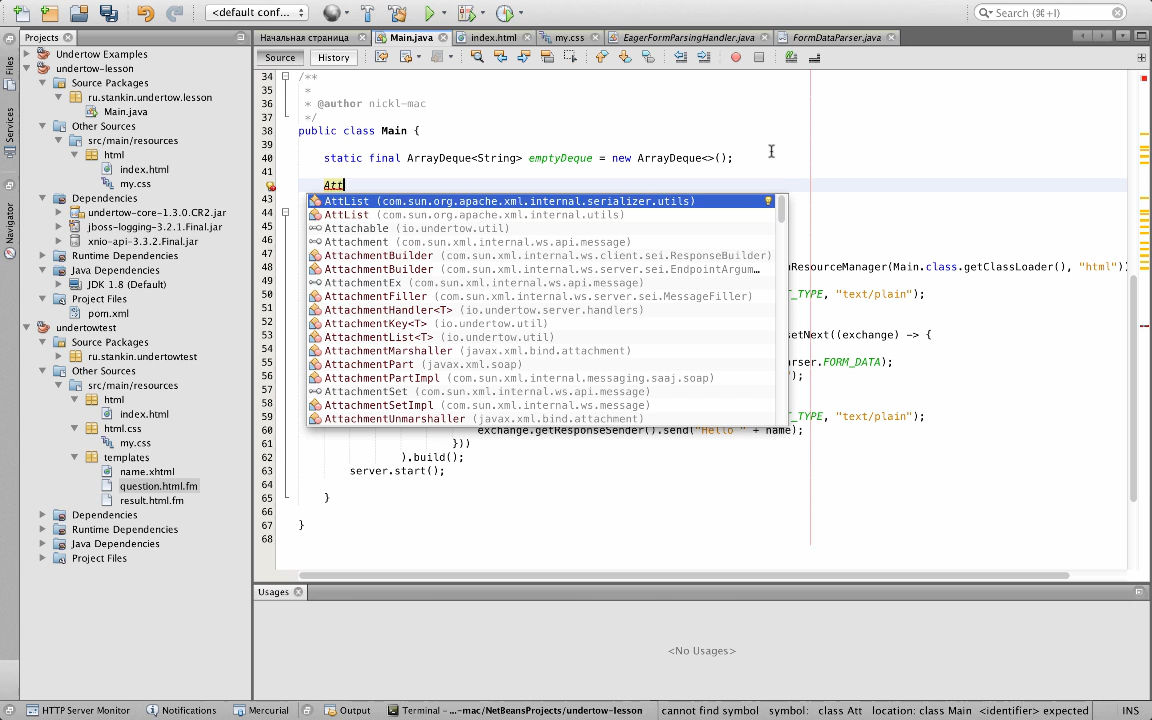 <default conf...
Search (⌘+I)
Projects
Начальная страница
Main.java
index.html
my.css
EagerFormParsingHandler.java
FormDataParser.java
Files
Services
Navigator
Undertow Examples
undertow-lesson
Source Packages
ru.stankin.undertow.lesson
Main.java
Other Sources
src/main/resources
html
index.html
my.css
Dependencies
undertow-core-1.3.0.CR2.jar
jboss-logging-3.2.1.Final.jar
xnio-api-3.3.2.Final.jar
Runtime Dependencies
Java Dependencies
JDK 1.8 (Default)
Project Files
pom.xml
undertowtest
Source Packages
ru.stankin.undertowtest
Other Sources
src/main/resources
html
index.html
html.css
my.css
templates
name.xhtml
question.html.fm
result.html.fm
Dependencies
Runtime Dependencies
Java Dependencies
Project Files
Source
History
34 /**
35 *
36 * @author nickl-mac
37 */
38 public class Main {
39
40 static final ArrayDeque<String> emptyDeque = new ArrayDeque<>();
41
Att
43
44
45
46
47
48 nResourceManager(Main.class.getClassLoader(), "html"))
49
50 T_TYPE, "text/plain");
51
52
53 setNext((exchange) -> {
54
55 rser.FORM_DATA);
56 ");
57
58
59 T_TYPE, "text/plain");
60 exchange.getResponseSender().send("Hello " + name);
61 }))
62 ).build();
63 server.start();
64
65 }
66
67 }
68
AttList (com.sun.org.apache.xml.internal.serializer.utils)
AttList (com.sun.org.apache.xml.internal.utils)
Attachable (io.undertow.util)
Attachment (com.sun.xml.internal.ws.api.message)
AttachmentBuilder (com.sun.xml.internal.ws.client.sei.ResponseBuilder)
AttachmentBuilder (com.sun.xml.internal.ws.server.sei.EndpointArgum...
AttachmentEx (com.sun.xml.internal.ws.api.message)
AttachmentFiller (com.sun.xml.internal.ws.server.sei.MessageFiller)
AttachmentHandler<T> (io.undertow.server.handlers)
AttachmentKey<T> (io.undertow.util)
AttachmentList<T> (io.undertow.util)
AttachmentMarshaller (javax.xml.bind.attachment)
AttachmentPart (javax.xml.soap)
AttachmentPartImpl (com.sun.xml.internal.messaging.saaj.soap)
AttachmentSet (com.sun.xml.internal.ws.api.message)
AttachmentSetImpl (com.sun.xml.internal.ws.message)
AttachmentUnmarshaller (javax.xml.bind.attachment)
Usages
<No Usages>
HTTP Server Monitor
Notifications
Mercurial
Output
Terminal - ...-mac/NetBeansProjects/undertow-lesson
cannot find symbol symbol: class Att location: class Main <identifier> expected
INS